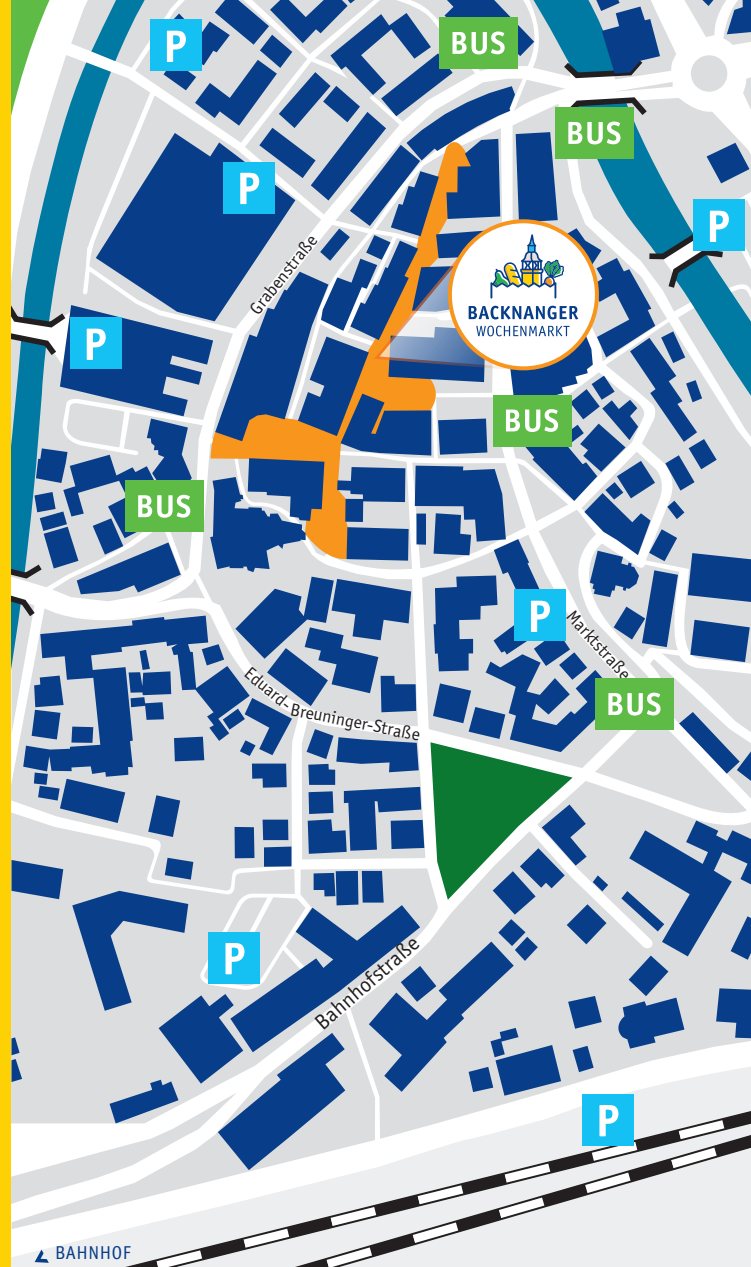 P
BUS
BUS
P
P
Grabenstraße
BACKNANGER
WOCHENMARKT
P
BUS
BUS
P
Marktstraße
Eduard-Breuninger-Straße
BUS
P
Bahnhofstraße
P
BAHNHOF